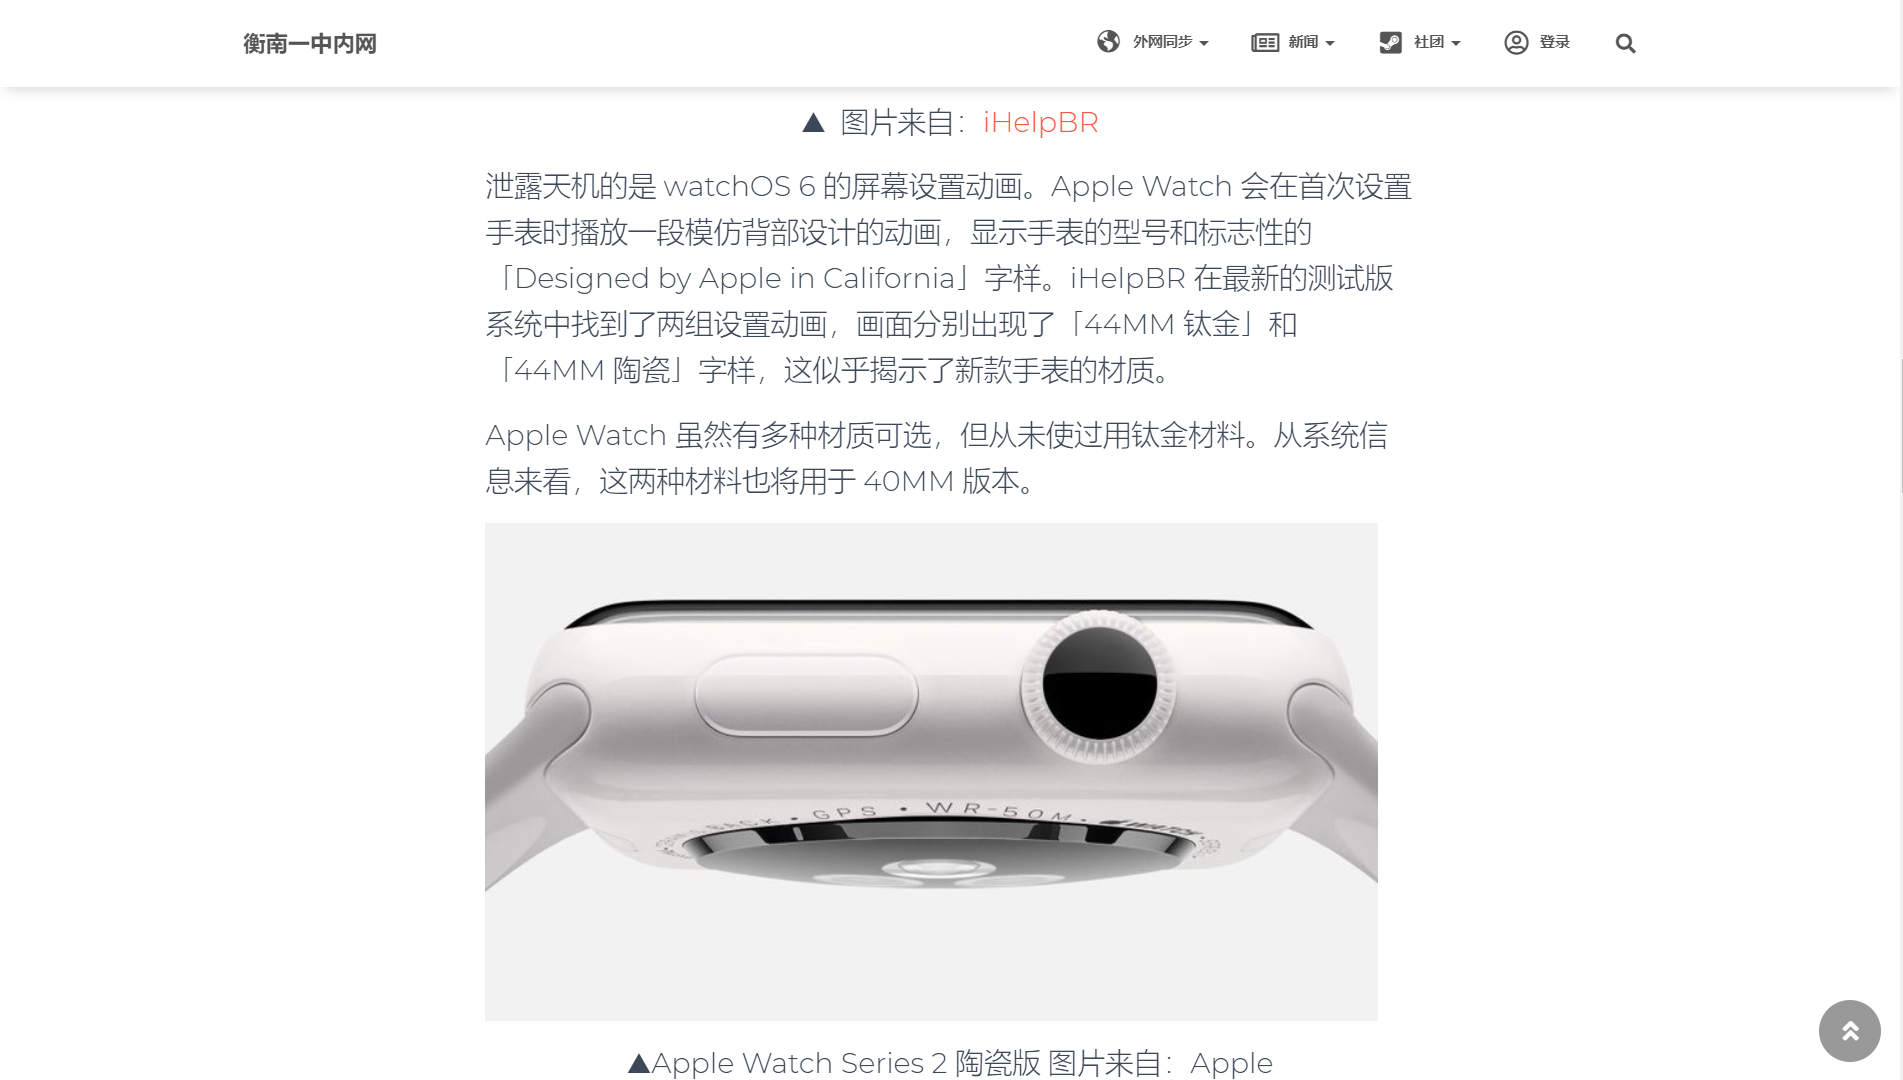 衡南一中内网
外网同步
新闻
社团
登录
▲ 图片来自：iHelpBR
泄露天机的是 watchOS 6 的屏幕设置动画。Apple Watch 会在首次设置
手表时播放一段模仿背部设计的动画，显示手表的型号和标志性的
「Designed by Apple in California」字样。iHelpBR 在最新的测试版
系统中找到了两组设置动画，画面分别出现了「44MM 钛金」和
「44MM 陶瓷」字样，这似乎揭示了新款手表的材质。
Apple Watch 虽然有多种材质可选，但从未使过用钛金材料。从系统信
息来看，这两种材料也将用于 40MM 版本。
BACK • GPS • WR-50M • WATCH •
▲Apple Watch Series 2 陶瓷版 图片来自：Apple